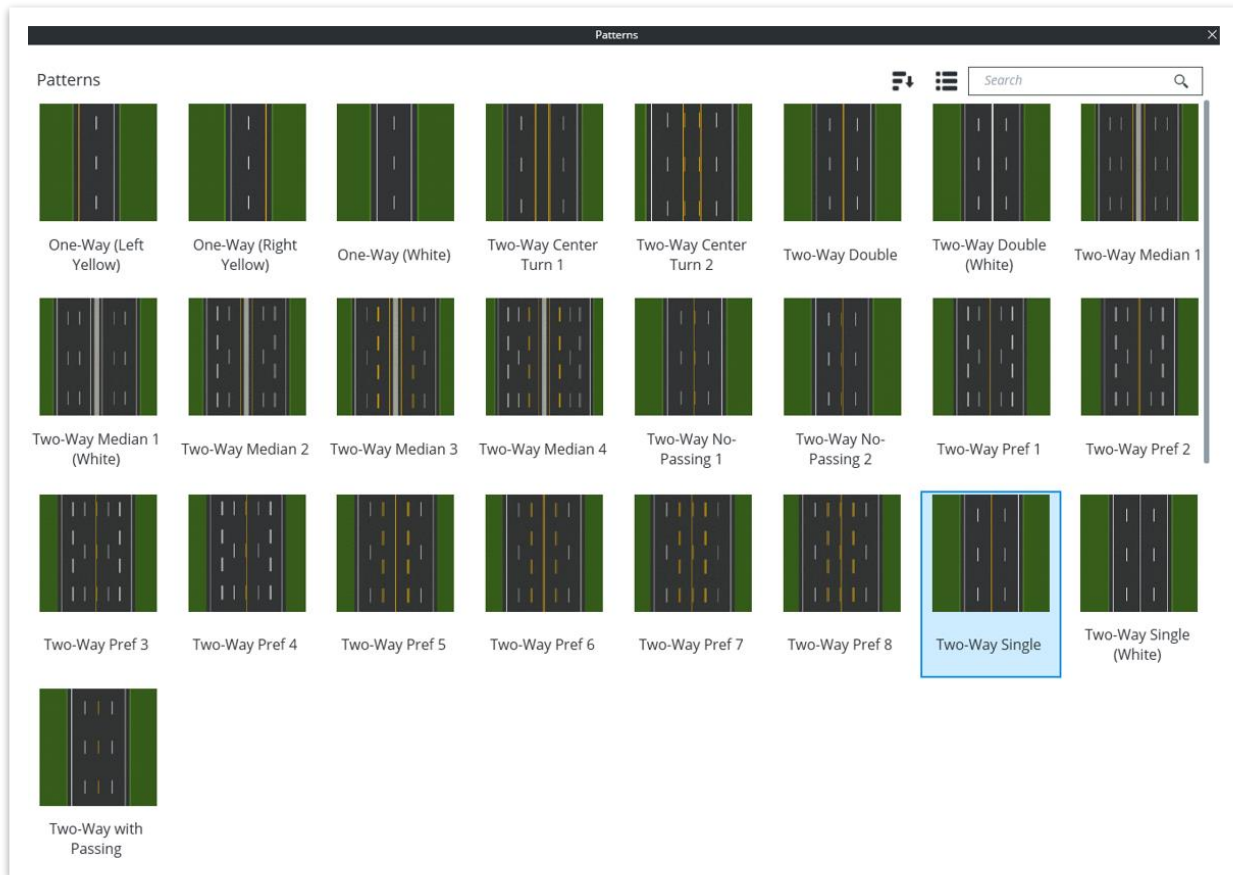 Patterns
Patterns
Search
One-Way (Left
Yellow)
One-Way (Right
Yellow)
One-Way (White)
Two-Way Center
Turn 1
Two-Way Center
Turn 2
Two-Way Double
Two-Way Double
(White)
Two-Way Median 1
Two-Way Median 1
(White)
Two-Way Median 2
Two-Way Median 3
Two-Way Median 4
Two-Way No-
Passing 1
Two-Way No-
Passing 2
Two-Way Pref 1
Two-Way Pref 2
Two-Way Pref 3
Two-Way Pref 4
Two-Way Pref 5
Two-Way Pref 6
Two-Way Pref 7
Two-Way Pref 8
Two-Way Single
Two-Way Single
(White)
Two-Way with
Passing